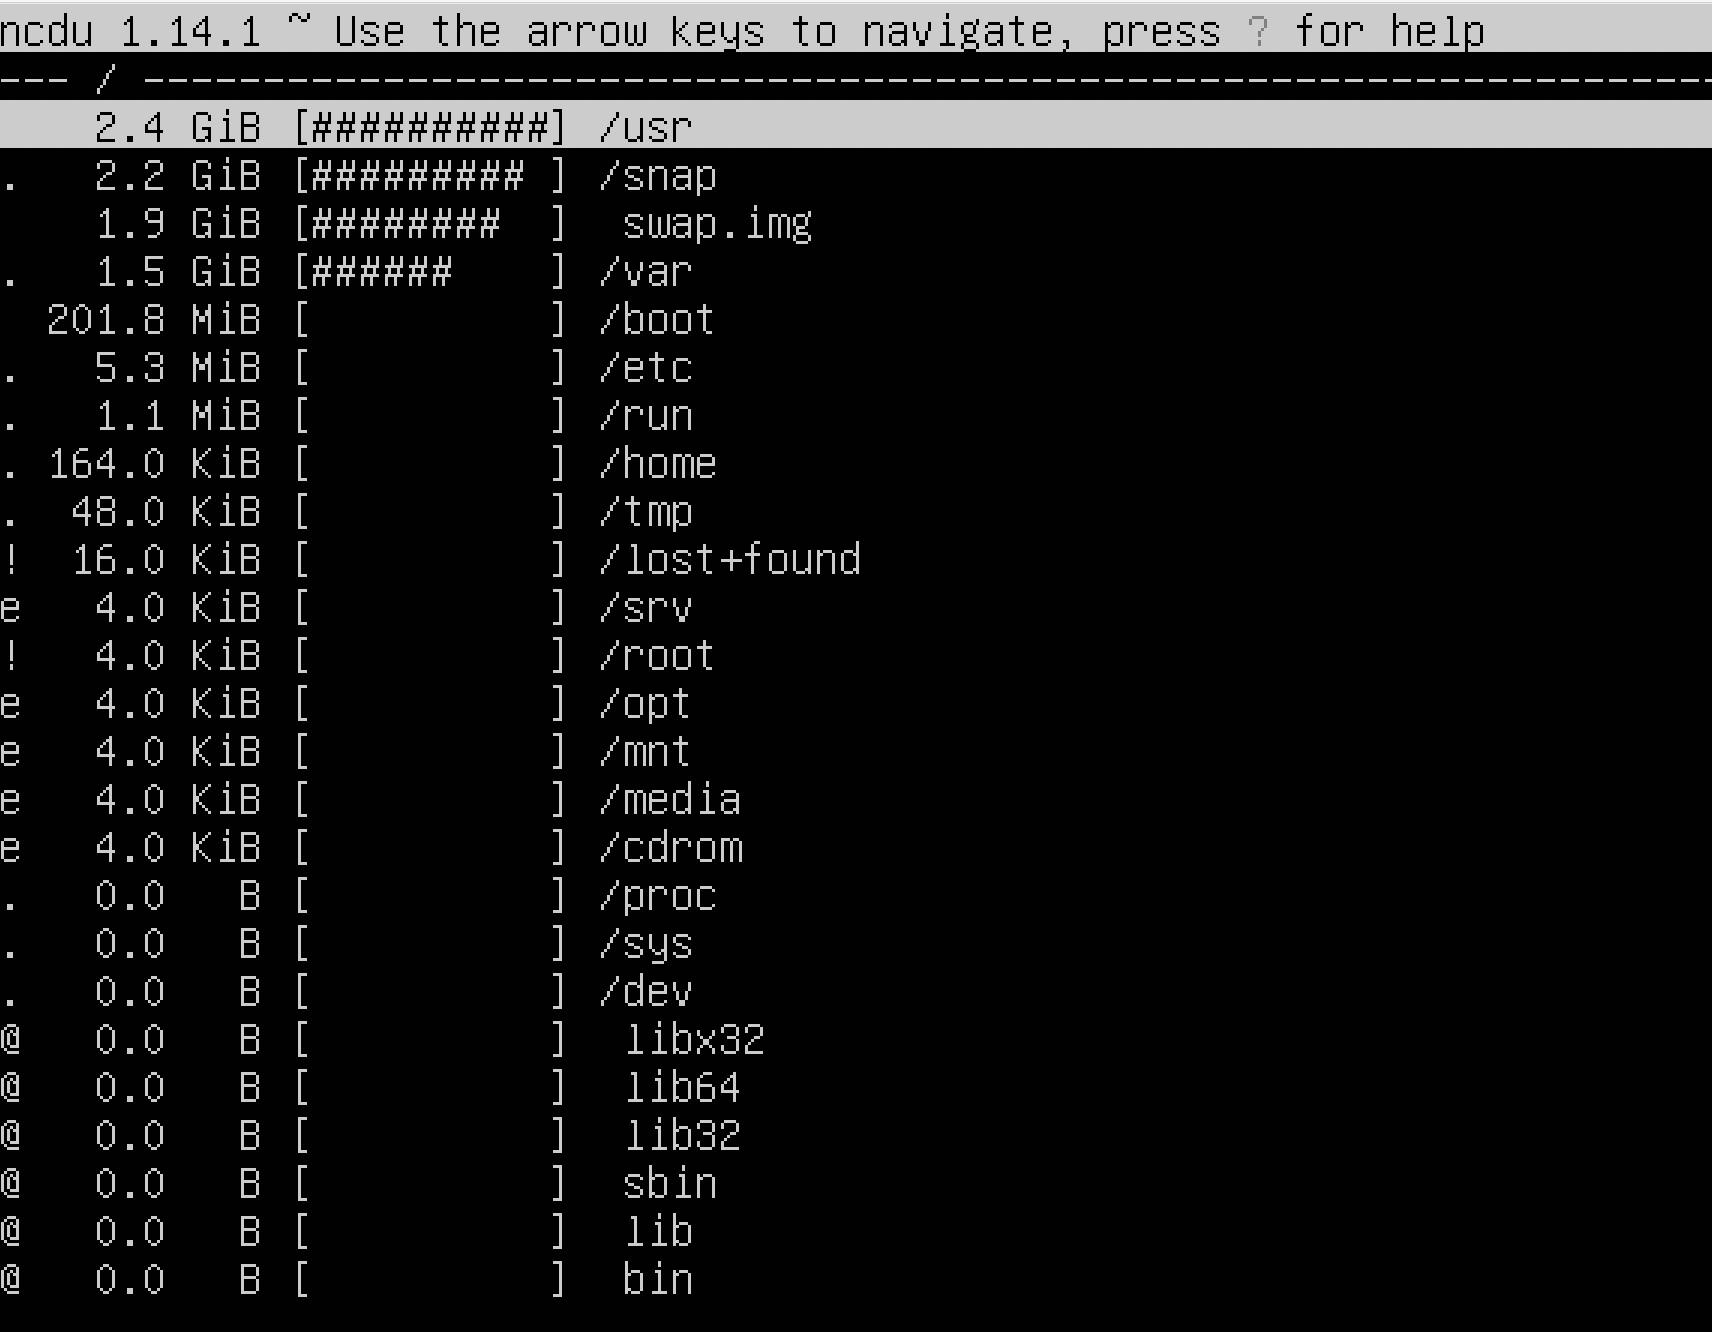 ncdu 1.14.1 ~ Use the arrow keys to navigate, press ? for help
--- / ------------------------------------------------------------------
    2.4 GiB [##########] /usr
.   2.2 GiB [######### ] /snap
    1.9 GiB [########  ]  swap.img
.   1.5 GiB [######    ] /var
  201.8 MiB [          ] /boot
.   5.3 MiB [          ] /etc
.   1.1 MiB [          ] /run
. 164.0 KiB [          ] /home
.  48.0 KiB [          ] /tmp
!  16.0 KiB [          ] /lost+found
e   4.0 KiB [          ] /srv
!   4.0 KiB [          ] /root
e   4.0 KiB [          ] /opt
e   4.0 KiB [          ] /mnt
e   4.0 KiB [          ] /media
e   4.0 KiB [          ] /cdrom
.   0.0   B [          ] /proc
.   0.0   B [          ] /sys
.   0.0   B [          ] /dev
@   0.0   B [          ]  libx32
@   0.0   B [          ]  lib64
@   0.0   B [          ]  lib32
@   0.0   B [          ]  sbin
@   0.0   B [          ]  lib
@   0.0   B [          ]  bin